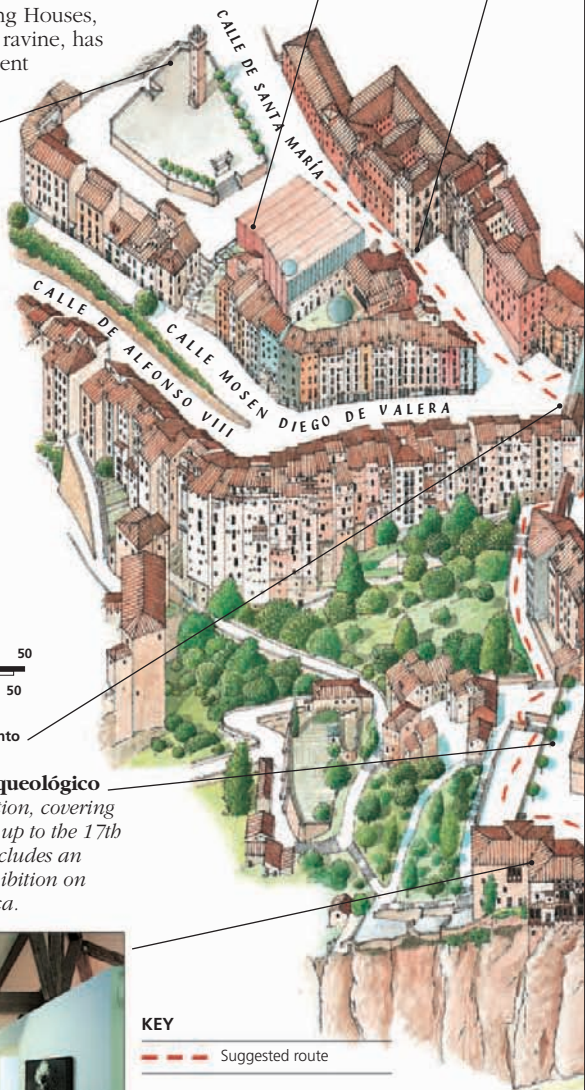 ng Houses,
ravine, has
ent
CALLE DE SANTA MARÍA
CALLE DE ALFONSO VIII
CALLE MOSEN DIEGO DE VALERA
50
50
nto
queológico
tion, covering
up to the 17th
cludes an
ibition on
ca.
KEY
Suggested route